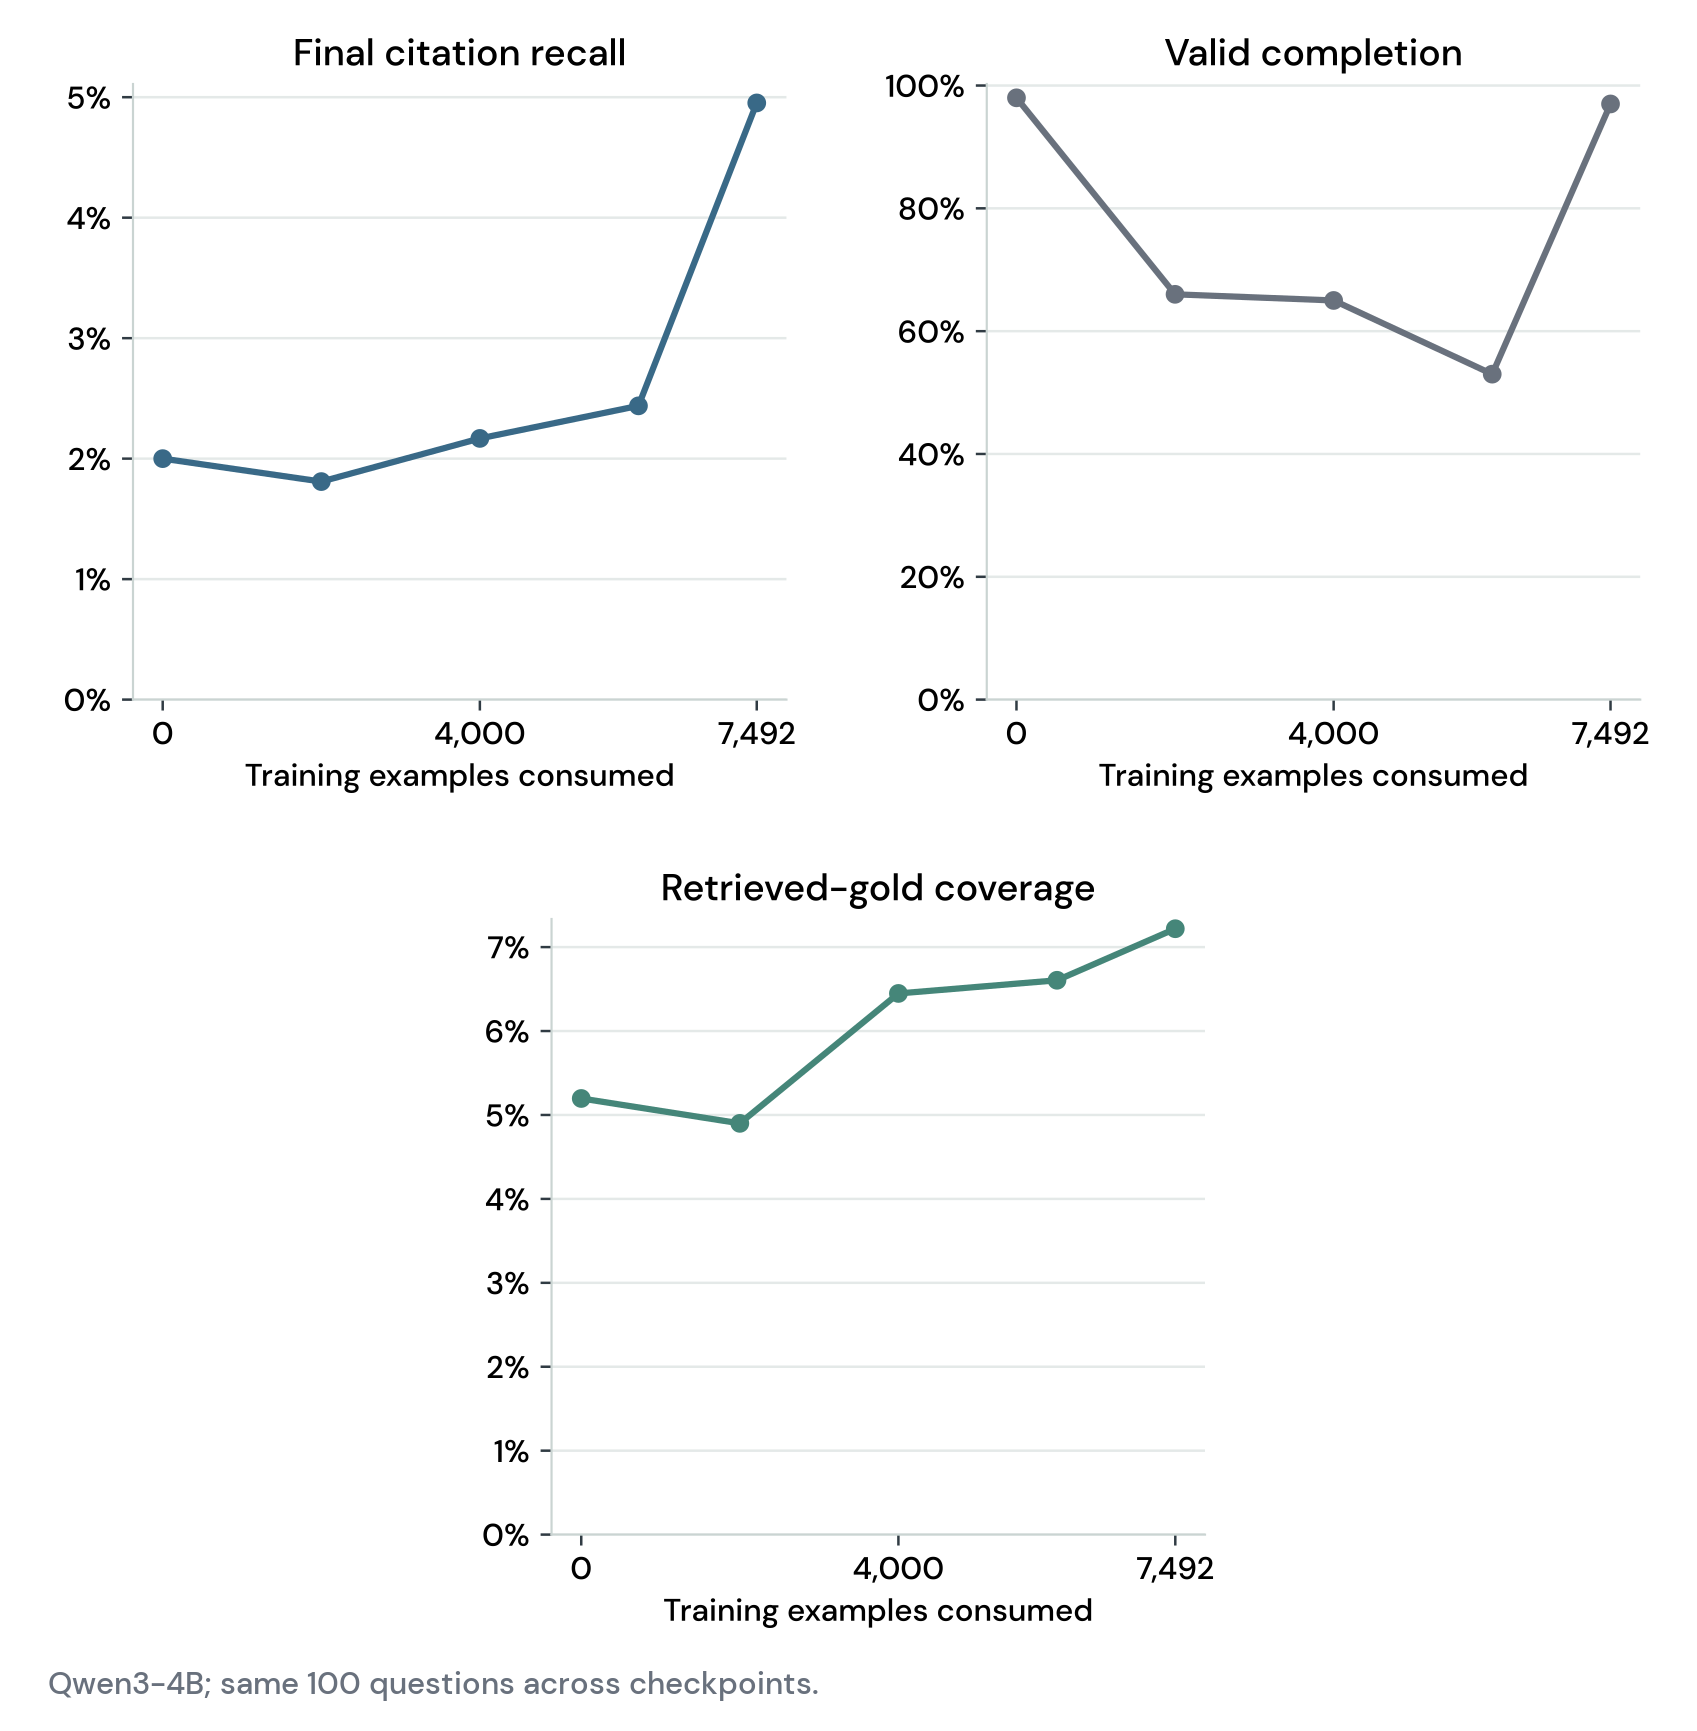 Final citation recall
5%
4%
3%
2%
1%
0%
0 4,000 7,492
Training examples consumed
Valid completion
100%
80%
60%
40%
20%
0%
0 4,000 7,492
Training examples consumed
Retrieved-gold coverage
7%
6%
5%
4%
3%
2%
1%
0%
0 4,000 7,492
Training examples consumed
Qwen3-4B; same 100 questions across checkpoints.